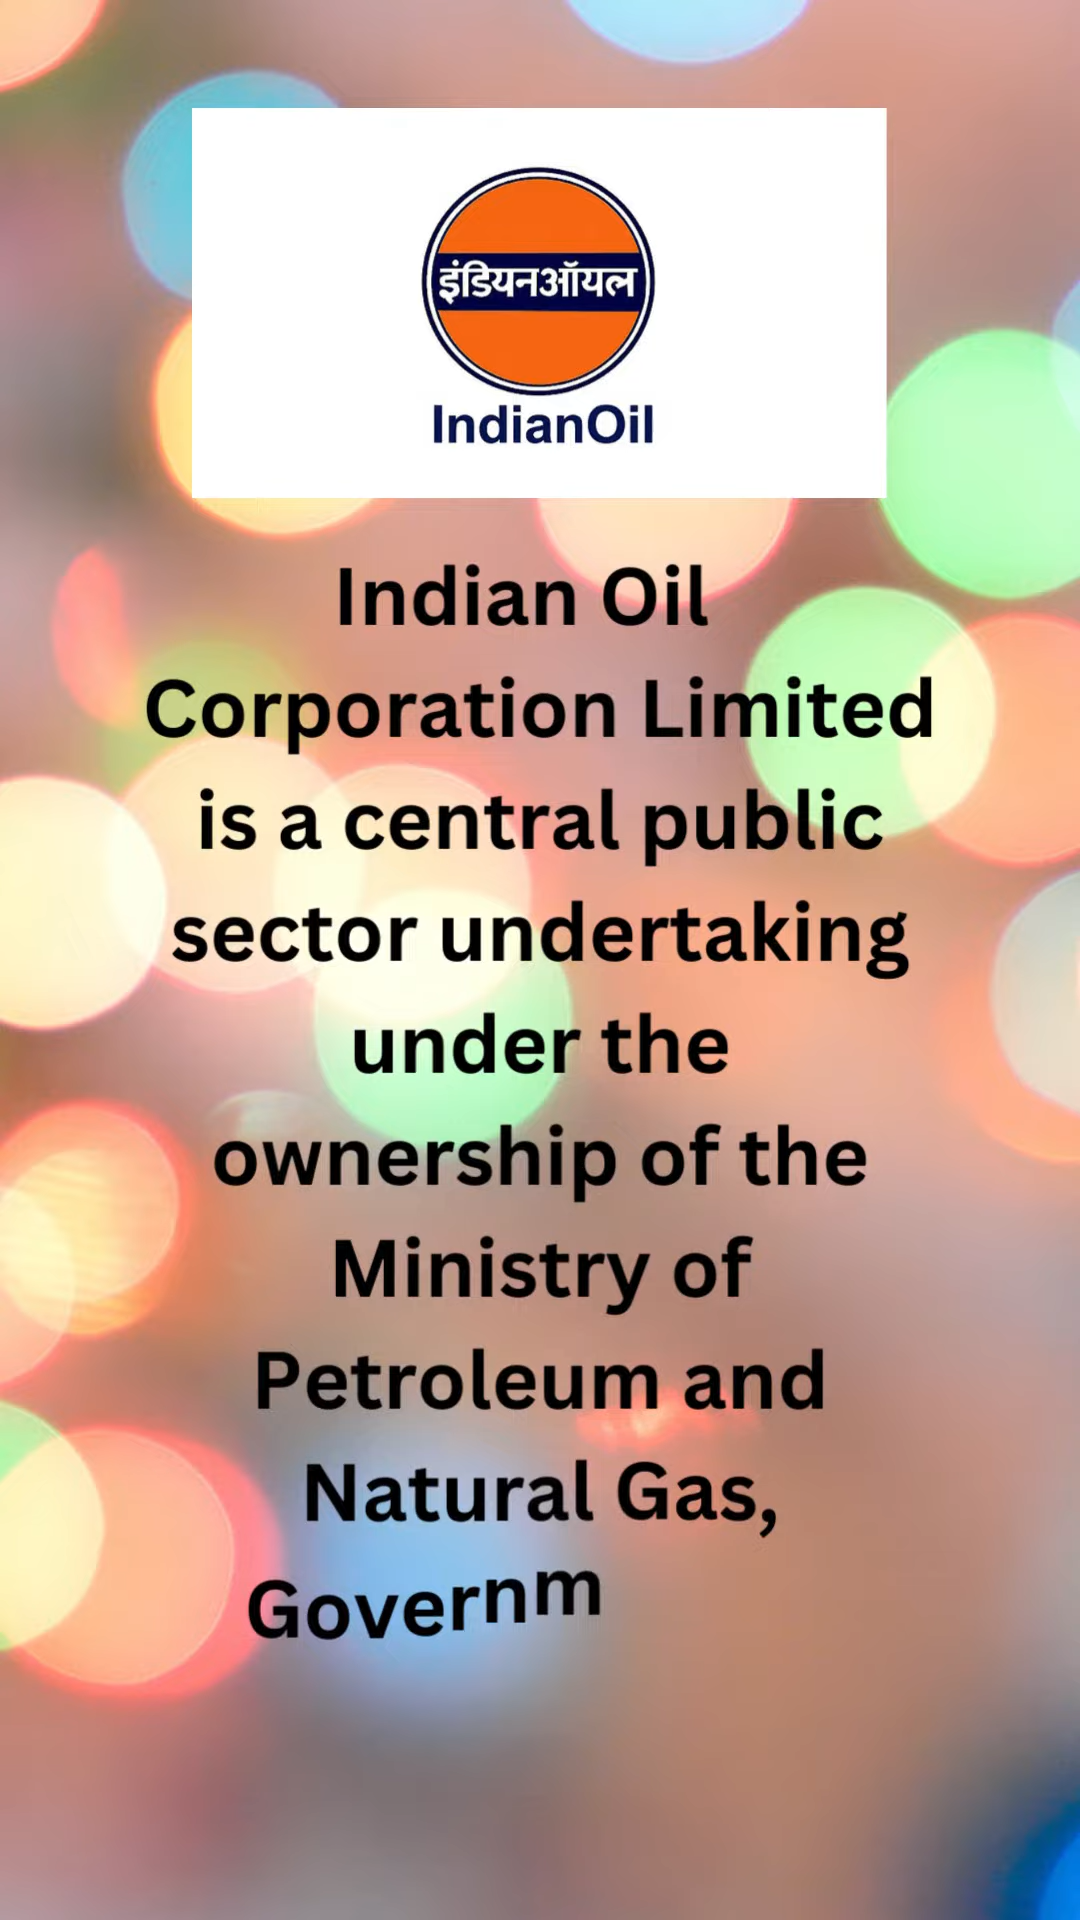 इंडियनऑयल
IndianOil
Indian Oil
Corporation Limited
is a central public
sector undertaking
under the
ownership of the
Ministry of
Petroleum and
Natural Gas,
Governm